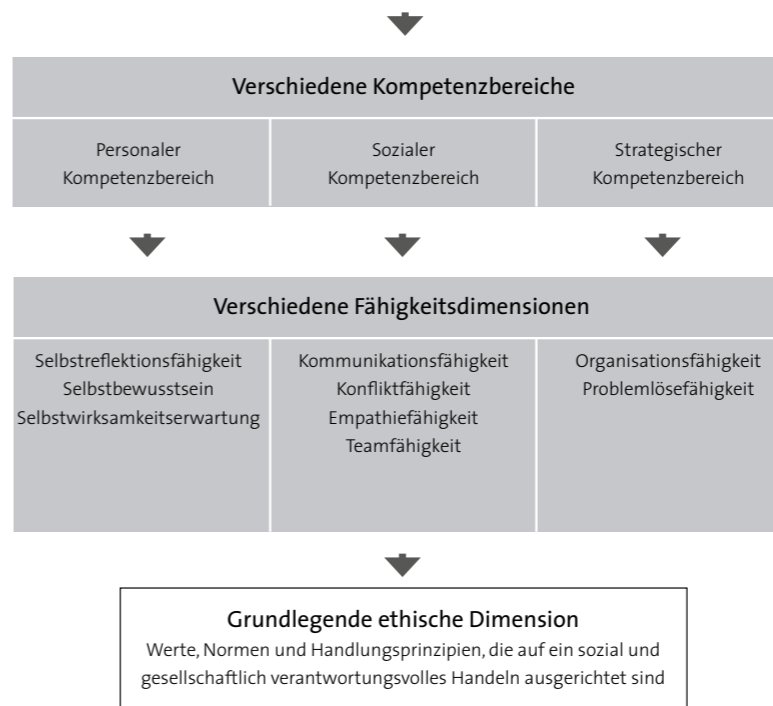 Verschiedene Kompetenzbereiche
Personaler
Kompetenzbereich
Sozialer
Kompetenzbereich
Strategischer
Kompetenzbereich
Verschiedene Fähigkeitsdimensionen
Selbstreflektionsfähigkeit
Selbstbewusstsein
Selbstwirksamkeitserwartung
Kommunikationsfähigkeit
Konfliktfähigkeit
Empathiefähigkeit
Teamfähigkeit
Organisationsfähigkeit
Problemlösefähigkeit
Grundlegende ethische Dimension
Werte, Normen und Handlungsprinzipien, die auf ein sozial und
gesellschaftlich verantwortungsvolles Handeln ausgerichtet sind